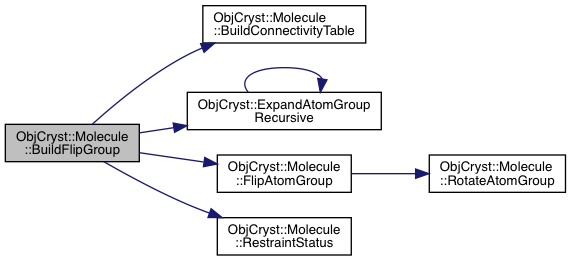 ObjCryst::Molecule
::BuildConnectivityTable
ObjCryst::ExpandAtomGroup
Recursive
ObjCryst::Molecule
::BuildFlipGroup
ObjCryst::Molecule
::FlipAtomGroup
ObjCryst::Molecule
::RotateAtomGroup
ObjCryst::Molecule
::RestraintStatus